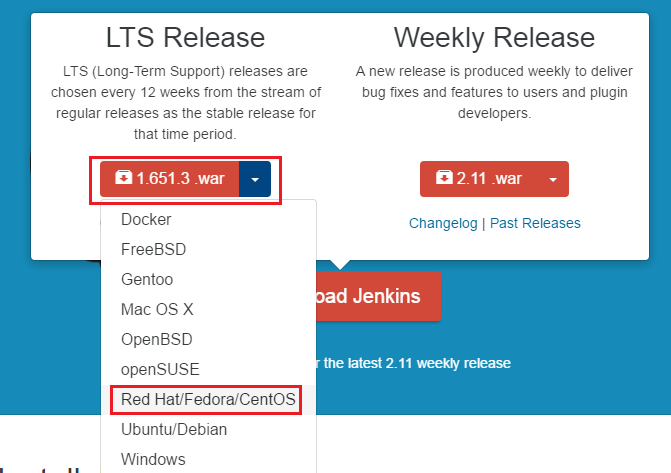 LTS Release
LTS (Long-Term Support) releases are
chosen every 12 weeks from the stream of
regular releases as the stable release for
that time period.
1.651.3 .war
Docker
FreeBSD
Gentoo
Mac OS X
OpenBSD
openSUSE
Red Hat/Fedora/CentOS
Ubuntu/Debian
Windows
Weekly Release
A new release is produced weekly to deliver
bug fixes and features to users and plugin
developers.
2.11 .war
Changelog | Past Releases
oad Jenkins
r the latest 2.11 weekly release